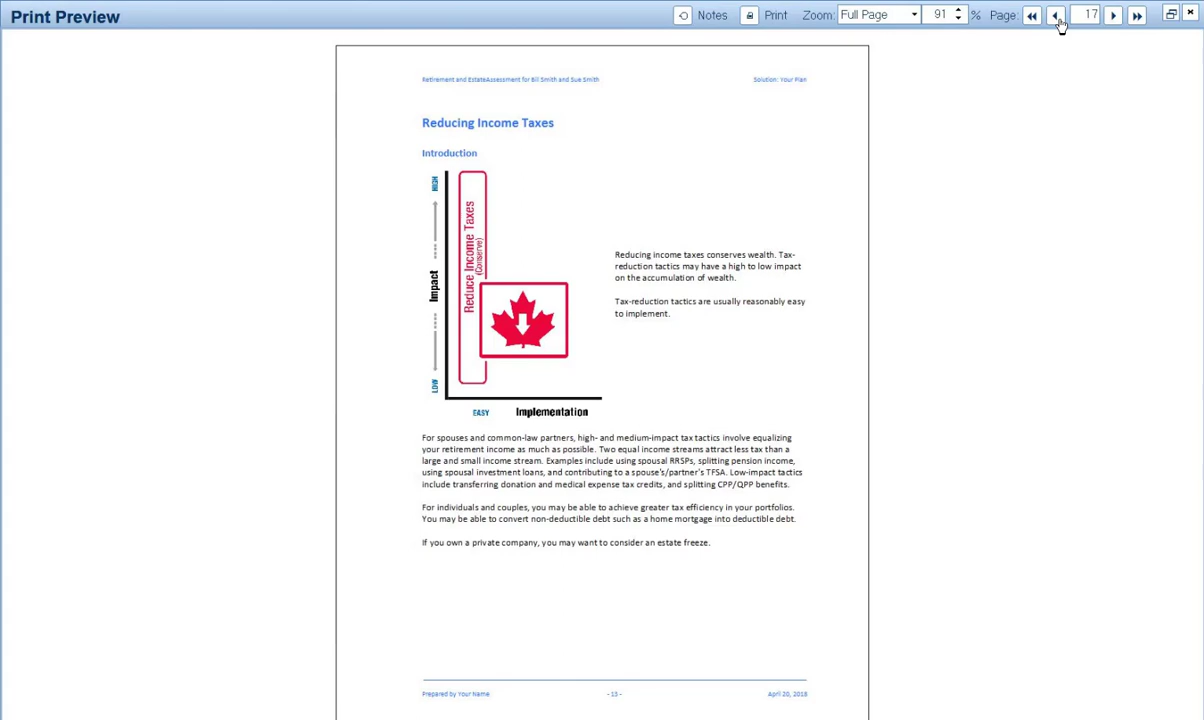 Print Preview
Notes Print Zoom: Full Page 91 % Page: 17
Retirement and EstateAssessment for Bill Smith and Sue Smith Solution: Your Plan
Reducing Income Taxes
Introduction
HIGH
Impact
LOW
Reduce Income Taxes
(Conserve)
EASY Implementation
Reducing income taxes conserves wealth. Tax-
reduction tactics may have a high to low impact
on the accumulation of wealth.
Tax-reduction tactics are usually reasonably easy
to implement.
For spouses and common-law partners, high- and medium-impact tax tactics involve equalizing
your retirement income as much as possible. Two equal income streams attract less tax than a
large and small income stream. Examples include using spousal RRSPs, splitting pension income,
using spousal investment loans, and contributing to a spouse's/partner's TFSA. Low-impact tactics
include transferring donation and medical expense tax credits, and splitting CPP/QPP benefits.
For individuals and couples, you may be able to achieve greater tax efficiency in your portfolios.
You may be able to convert non-deductible debt such as a home mortgage into deductible debt.
If you own a private company, you may want to consider an estate freeze.
Prepared by Your Name - 13 - April 20, 2018